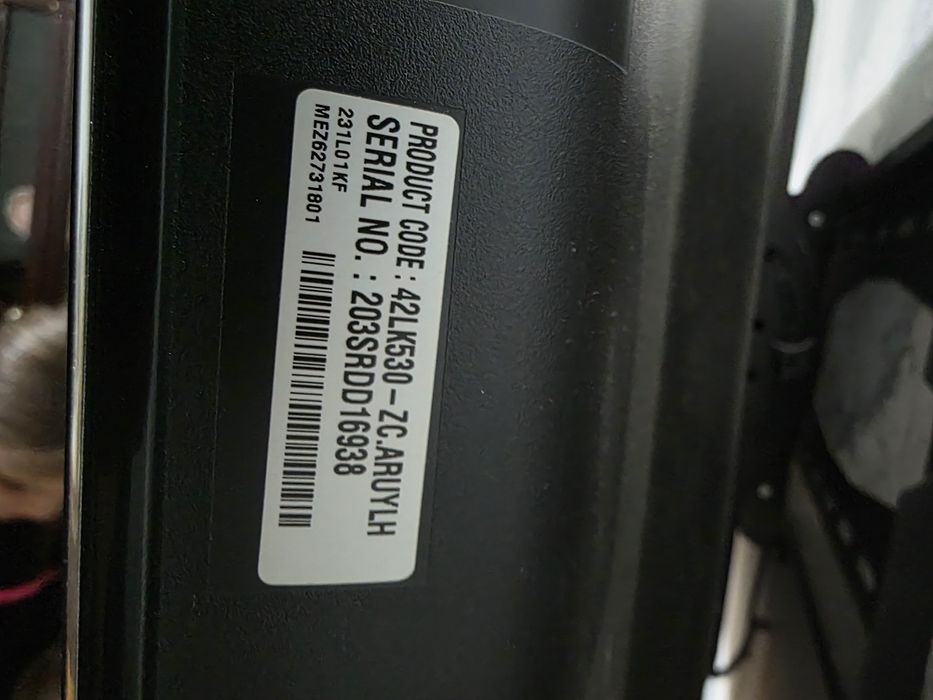 PRODUCT CODE : 42LK530-ZC.ARUYLH
SERIAL NO. : 203SRDD16938
231L01KF
MEZ62731801